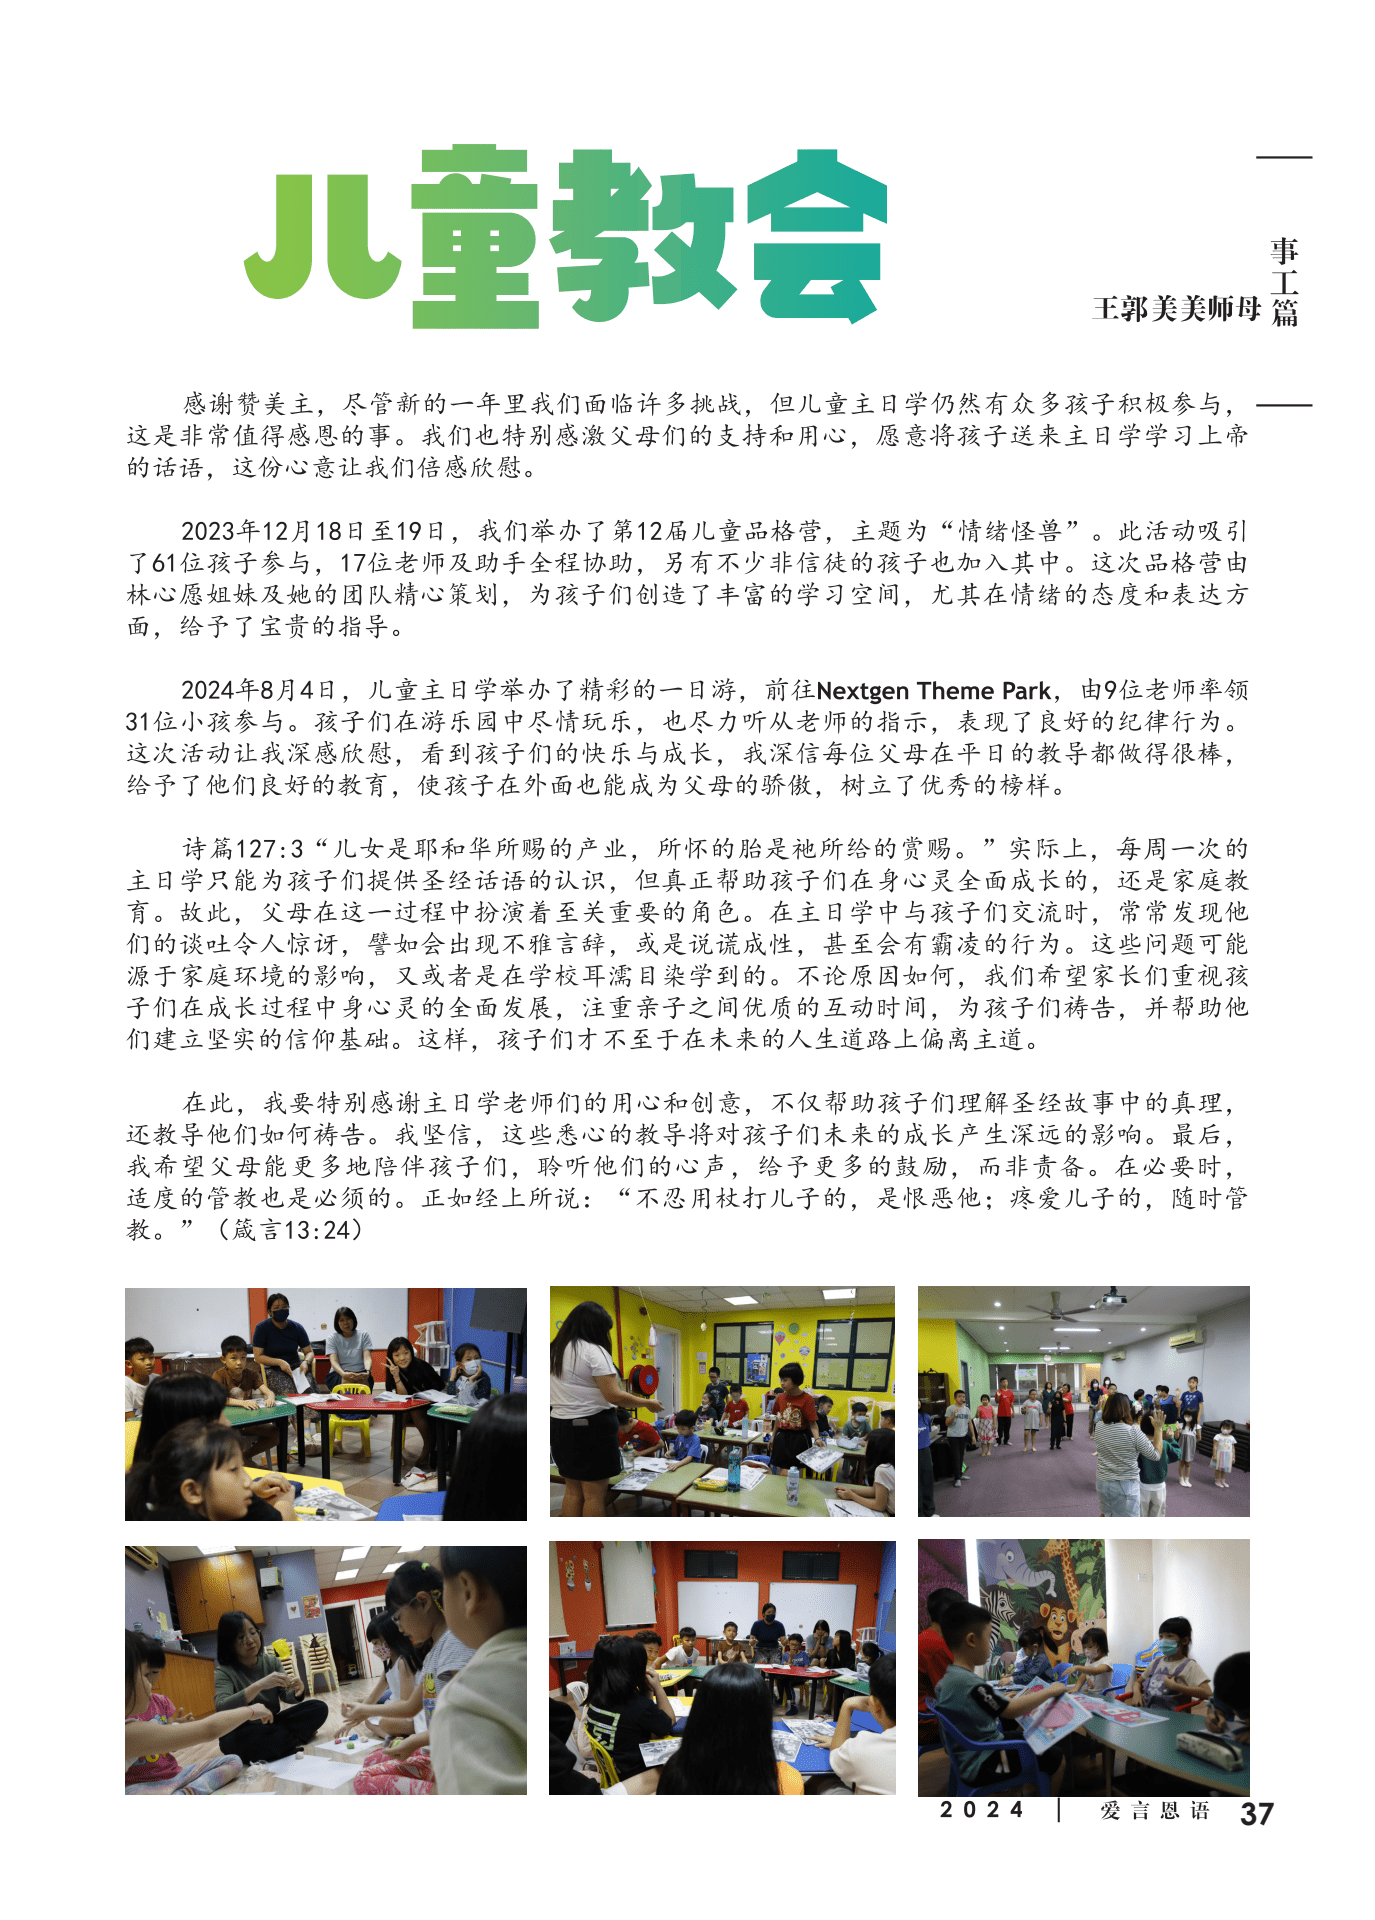 儿童教会
事工篇
王郭美美师母
感谢赞美主，尽管新的一年里我们面临许多挑战，但儿童主日学仍然有众多孩子积极参与，
这是非常值得感恩的事。我们也特别感激父母们的支持和用心，愿意将孩子送来主日学学习上帝
的话语，这份心意让我们倍感欣慰。
2023年12月18日至19日，我们举办了第12届儿童品格营，主题为“情绪怪兽”。此活动吸引
了61位孩子参与，17位老师及助手全程协助，另有不少非信徒的孩子也加入其中。这次品格营由
林心愿姐妹及她的团队精心策划，为孩子们创造了丰富的学习空间，尤其在情绪的态度和表达方
面，给予了宝贵的指导。
2024年8月4日，儿童主日学举办了精彩的一日游，前往Nextgen Theme Park，由9位老师率领
31位小孩参与。孩子们在游乐园中尽情玩乐，也尽力听从老师的指示，表现了良好的纪律行为。
这次活动让我深感欣慰，看到孩子们的快乐与成长，我深信每位父母在平日的教导都做得很棒，
给予了他们良好的教育，使孩子在外面也能成为父母的骄傲，树立了优秀的榜样。
诗篇127:3“儿女是耶和华所赐的产业，所怀的胎是祂所给的赏赐。”实际上，每周一次的
主日学只能为孩子们提供圣经话语的认识，但真正帮助孩子们在身心灵全面成长的，还是家庭教
育。故此，父母在这一过程中扮演着至关重要的角色。在主日学中与孩子们交流时，常常发现他
们的谈吐令人惊讶，譬如会出现不雅言辞，或是说谎成性，甚至会有霸凌的行为。这些问题可能
源于家庭环境的影响，又或者是在学校耳濡目染学到的。不论原因如何，我们希望家长们重视孩
子们在成长过程中身心灵的全面发展，注重亲子之间优质的互动时间，为孩子们祷告，并帮助他
们建立坚实的信仰基础。这样，孩子们才不至于在未来的人生道路上偏离主道。
在此，我要特别感谢主日学老师们的用心和创意，不仅帮助孩子们理解圣经故事中的真理，
还教导他们如何祷告。我坚信，这些悉心的教导将对孩子们未来的成长产生深远的影响。最后，
我希望父母能更多地陪伴孩子们，聆听他们的心声，给予更多的鼓励，而非责备。在必要时，
适度的管教也是必须的。正如经上所说：“不忍用杖打儿子的，是恨恶他；疼爱儿子的，随时管
教。”（箴言13:24）
2024 | 爱言恩语 37